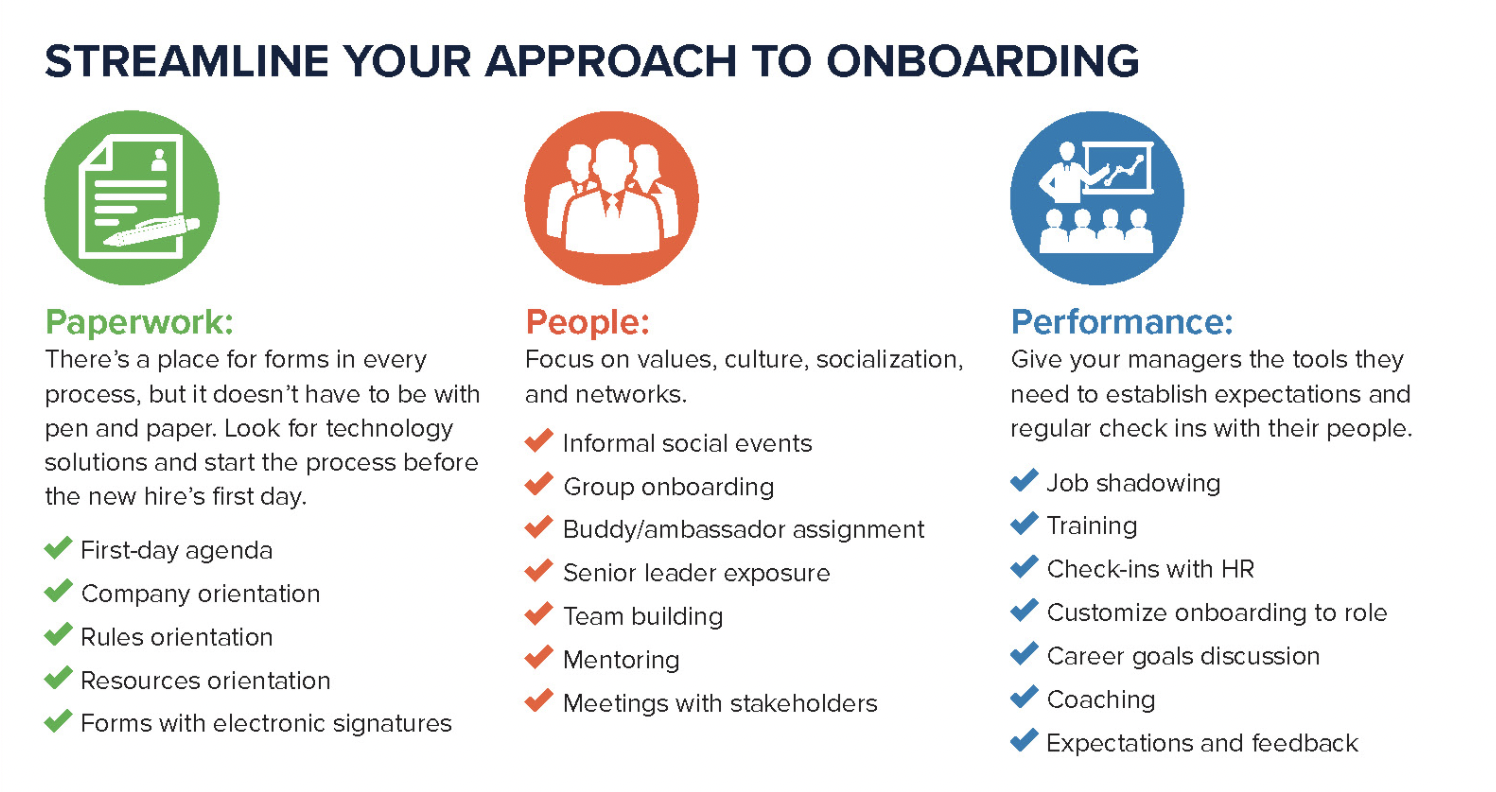 STREAMLINE YOUR APPROACH TO ONBOARDING
Paperwork:
There's a place for forms in every
process, but it doesn't have to be with
pen and paper. Look for technology
solutions and start the process before
the new hire's first day.
First-day agenda
Company orientation
Rules orientation
Resources orientation
Forms with electronic signatures
People:
Focus on values, culture, socialization,
and networks.
Informal social events
Group onboarding
Buddy/ambassador assignment
Senior leader exposure
Team building
Mentoring
Meetings with stakeholders
Performance:
Give your managers the tools they
need to establish expectations and
regular check ins with their people.
Job shadowing
Training
Check-ins with HR
Customize onboarding to role
Career goals discussion
Coaching
Expectations and feedback